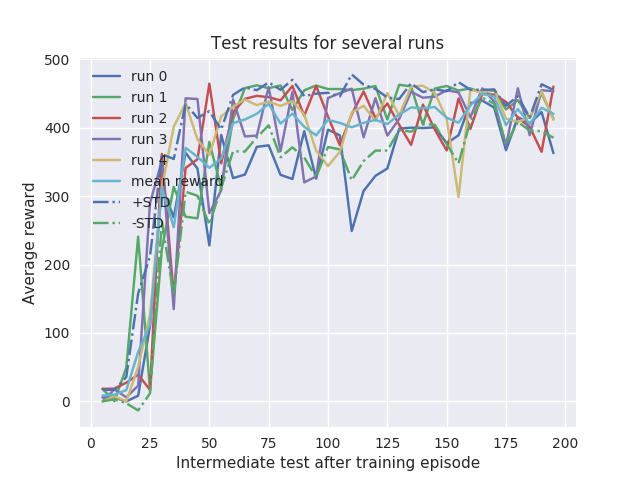 Test results for several runs
500
400
300
200
100
0
Average reward
run 0
run 1
run 2
run 3
run 4
mean reward
+STD
-STD
0 25 50 75 100 125 150 175 200
Intermediate test after training episode